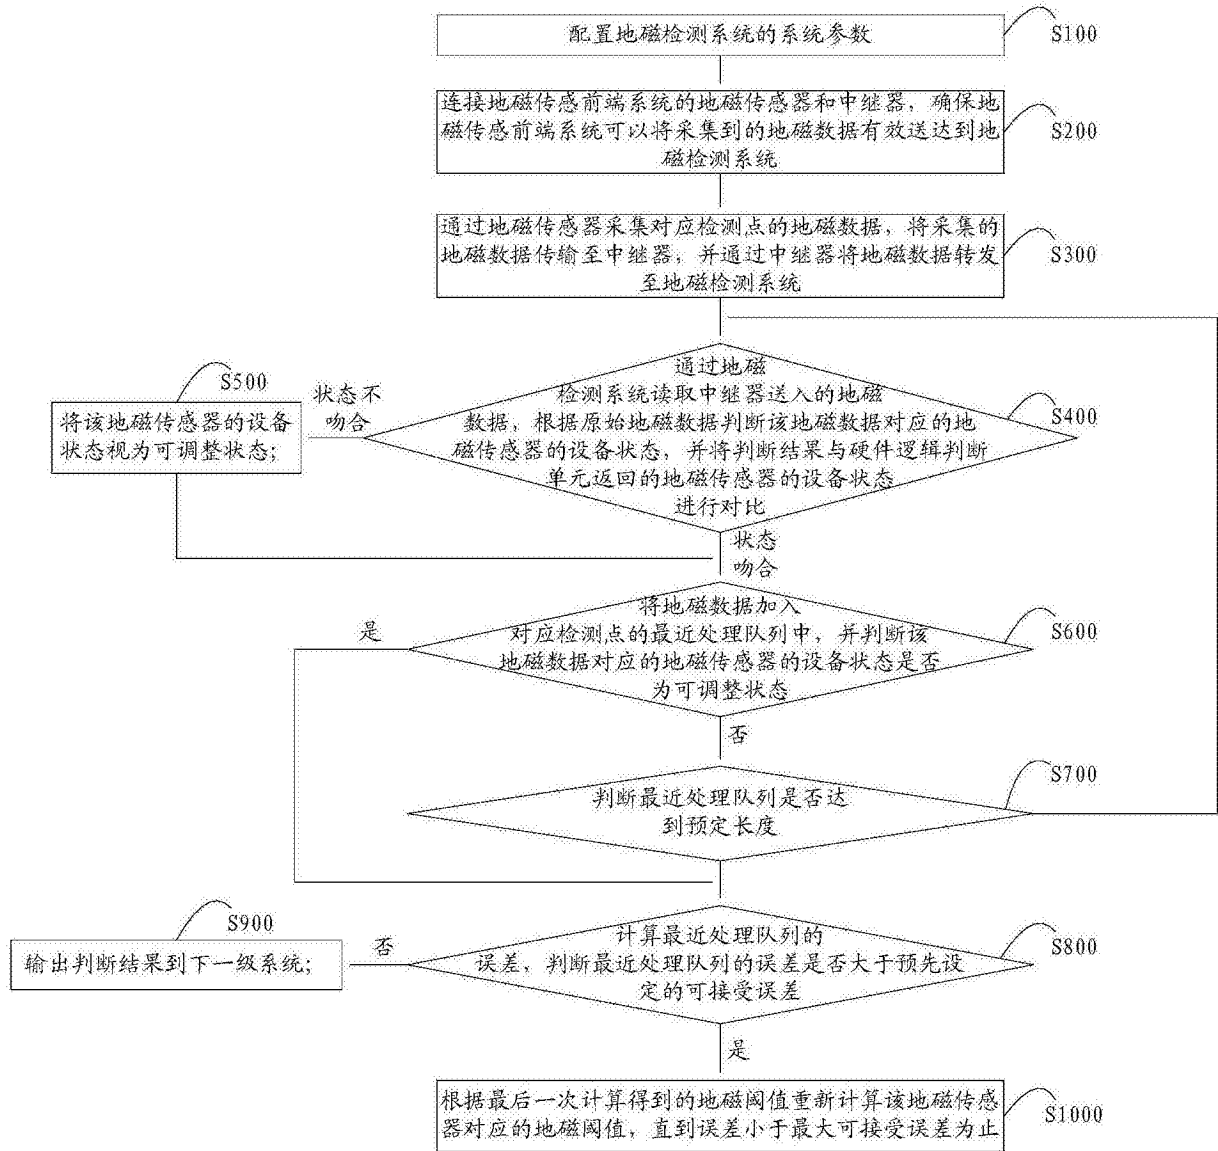 配置地磁检测系统的系统参数
S100
连接地磁传感前端系统的地磁传感器和中继器，确保地
磁传感前端系统可以将采集到的地磁数据有效送达到地
磁检测系统
S200
通过地磁传感器采集对应检测点的地磁数据，将采集的
地磁数据传输至中继器，并通过中继器将地磁数据转发
至地磁检测系统
S300
通过地磁
检测系统读取中继器送入的地磁
数据，根据原始地磁数据判断该地磁数据对应的地
磁传感器的设备状态，并将判断结果与硬件逻辑判断
单元返回的地磁传感器的设备状态
进行对比
S400
状态不
吻合
S500
将该地磁传感器的设备
状态视为可调整状态；
状态
吻合
将地磁数据加入
对应检测点的最近处理队列中，并判断该
地磁数据对应的地磁传感器的设备状态是否
为可调整状态
S600
是
否
判断最近处理队列是否达
到预定长度
S700
计算最近处理队列的
误差，判断最近处理队列的误差是否大于预先设
定的可接受误差
S800
否
S900
输出判断结果到下一级系统；
是
根据最后一次计算得到的地磁阈值重新计算该地磁传感
器对应的地磁阈值，直到误差小于最大可接受误差为止
S1000